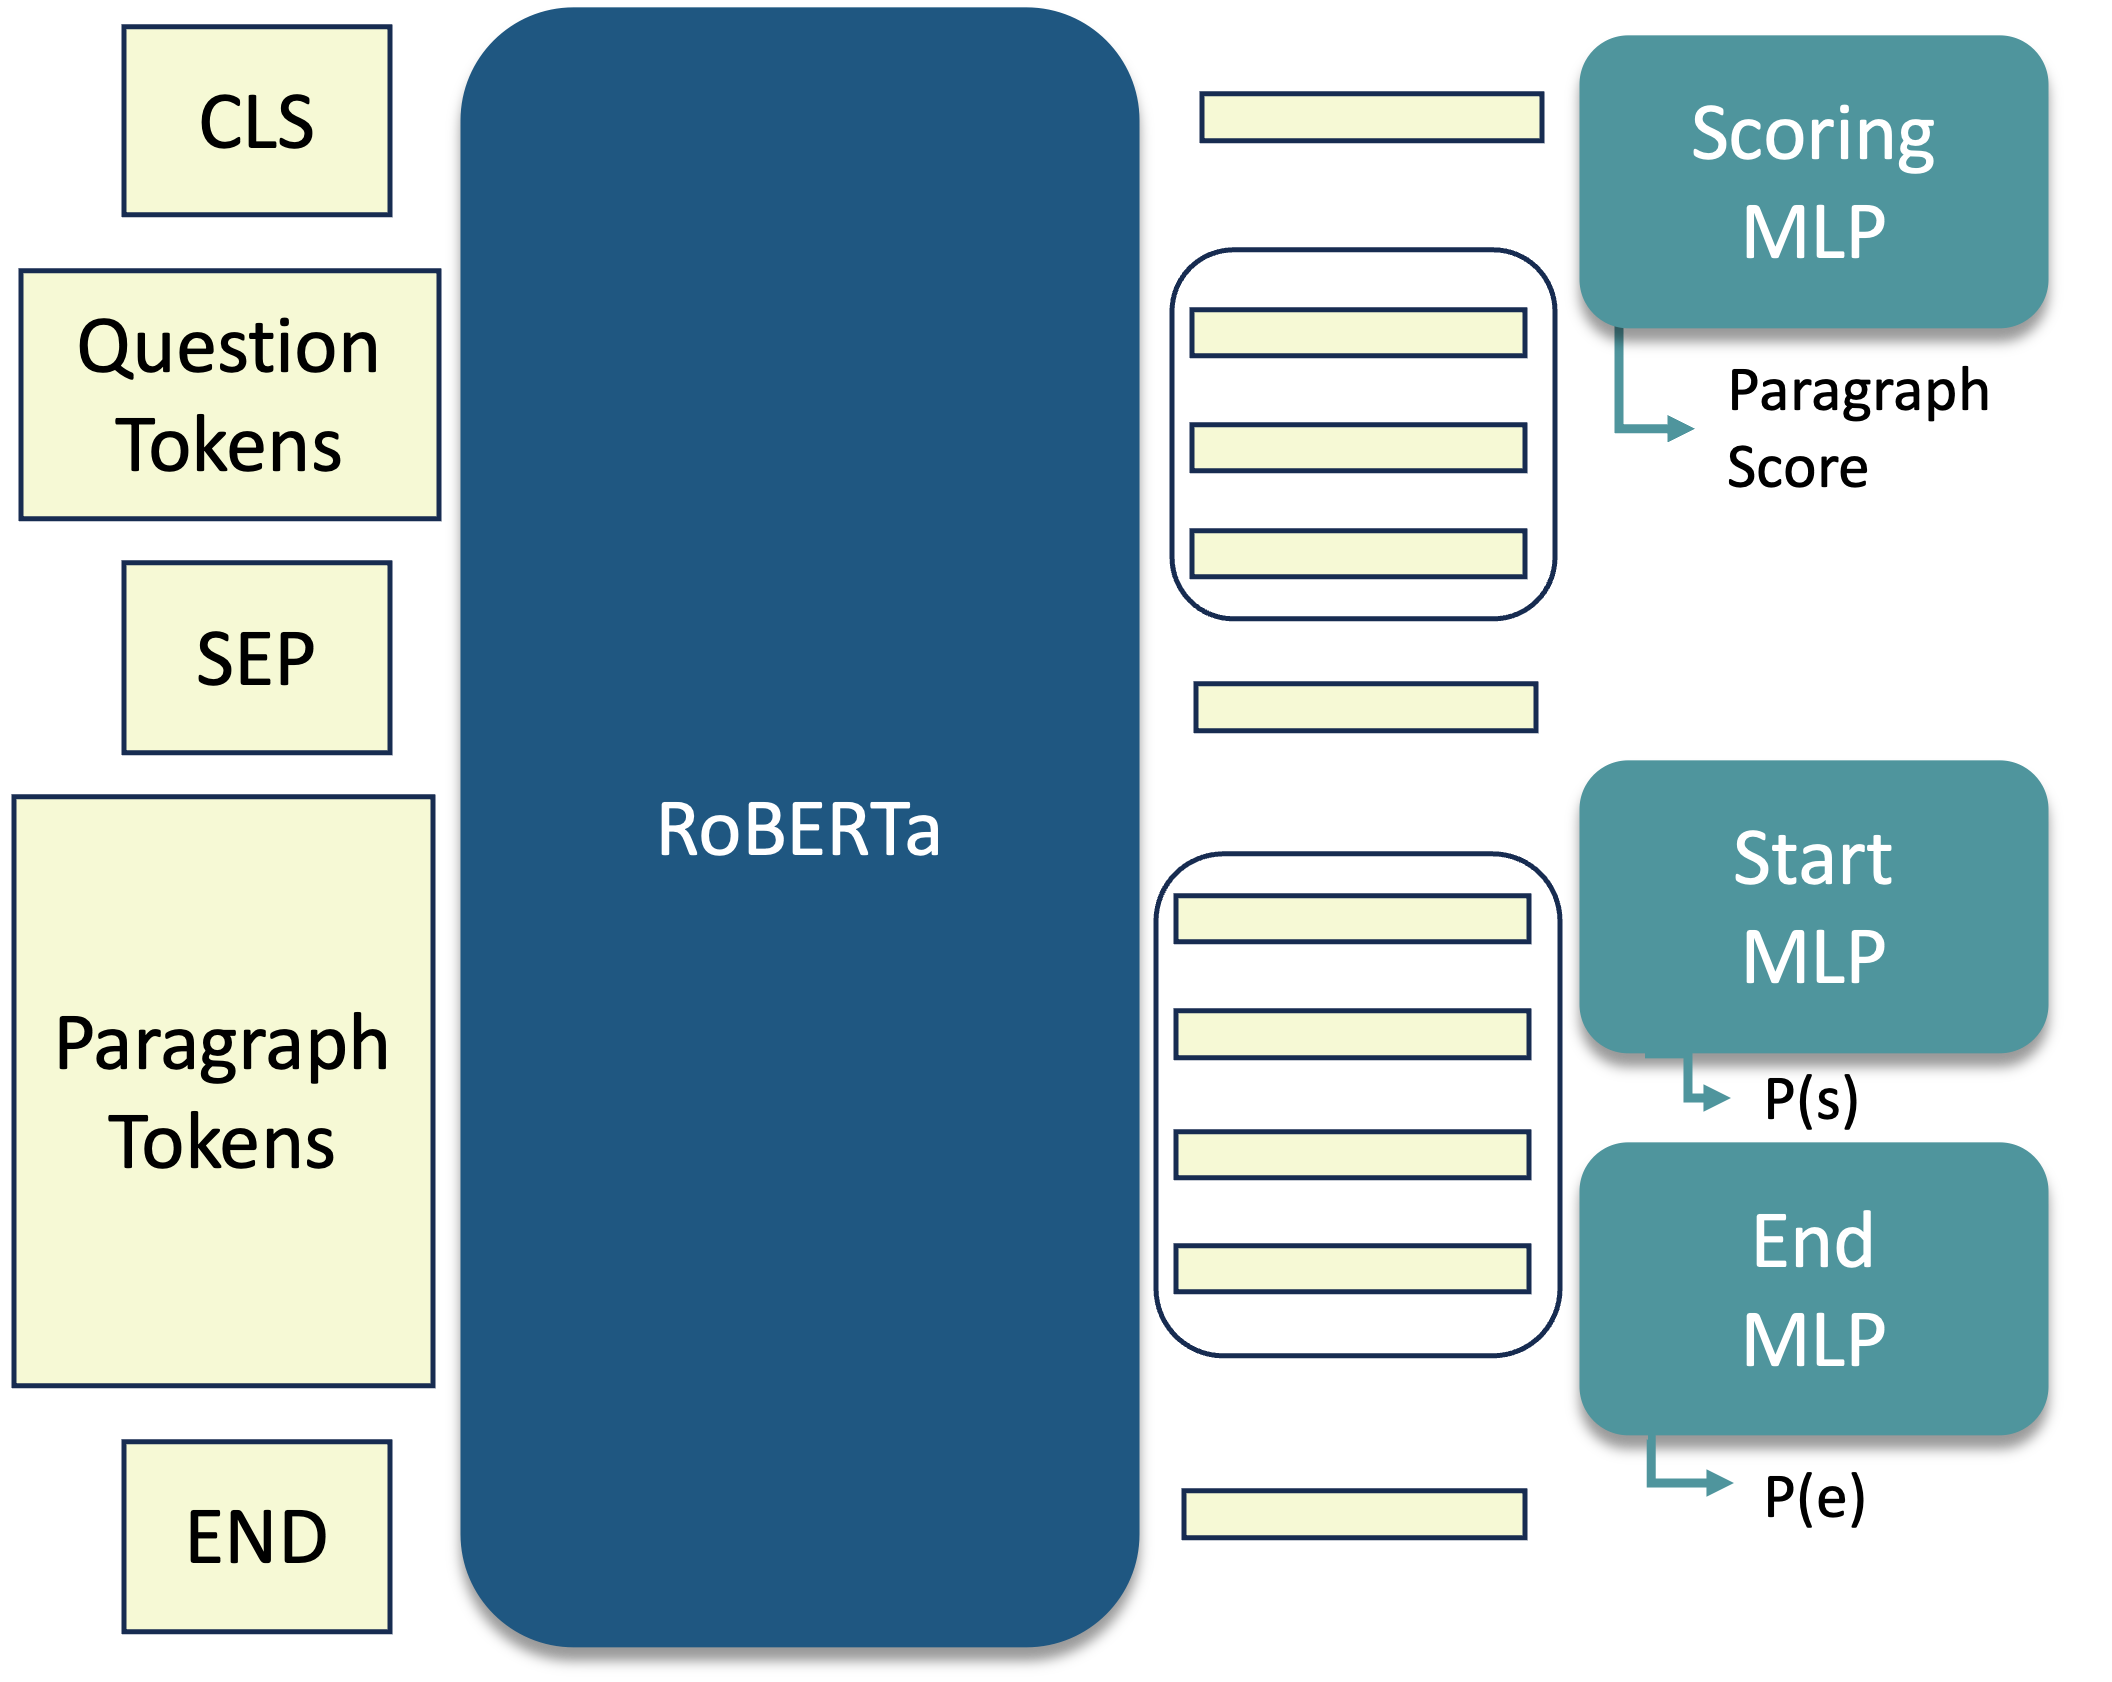 CLS
Question
Tokens
SEP
Paragraph
Tokens
END
RoBERTa
Scoring
MLP
Paragraph
Score
Start
MLP
P(s)
End
MLP
P(e)